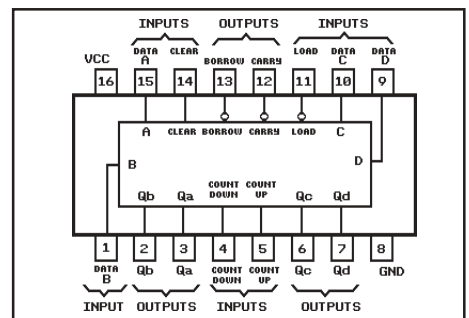 INPUTS OUTPUTS INPUTS
DATA CLEAR LOAD DATA DATA
VCC A BORROW CARRY C D
16 15 14 13 12 11 10 9
A CLEAR BORROW CARRY LOAD C
B D
COUNT COUNT
Qb Qa DOWN UP Qc Qd
1 2 3 4 5 6 7 8
DATA Qb Qa COUNT COUNT Qc Qd GND
B DOWN UP
INPUT OUTPUTS INPUTS OUTPUTS